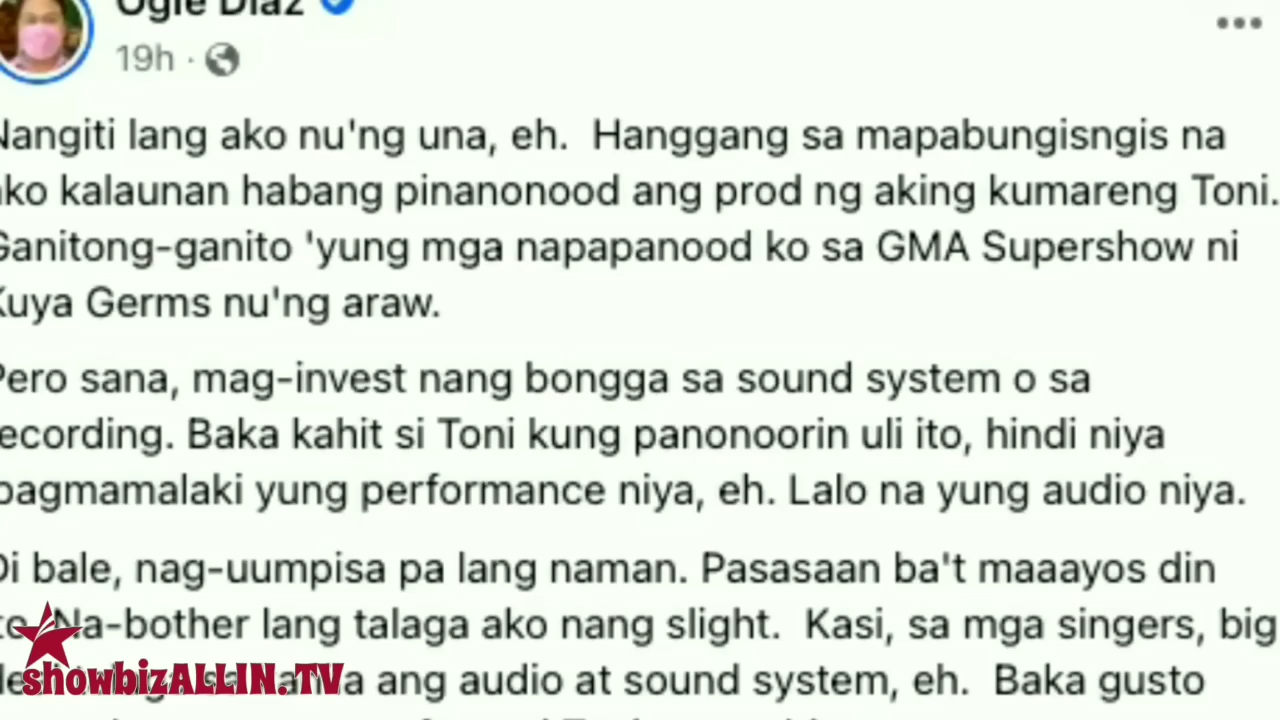 Ogie Diaz
19h ·
Nangiti lang ako nu'ng una, eh. Hanggang sa mapabungisngis na
ako kalaunan habang pinanonood ang prod ng aking kumareng Toni.
Ganitong-ganito 'yung mga napapanood ko sa GMA Supershow ni
Kuya Germs nu'ng araw.
Pero sana, mag-invest nang bongga sa sound system o sa
recording. Baka kahit si Toni kung panonoorin uli ito, hindi niya
pagmamalaki yung performance niya, eh. Lalo na yung audio niya.
Di bale, nag-uumpisa pa lang naman. Pasasaan ba't maaayos din
Na-bother lang talaga ako nang slight. Kasi, sa mga singers, big
ang audio at sound system, eh. Baka gusto
showbizALLIN.TV